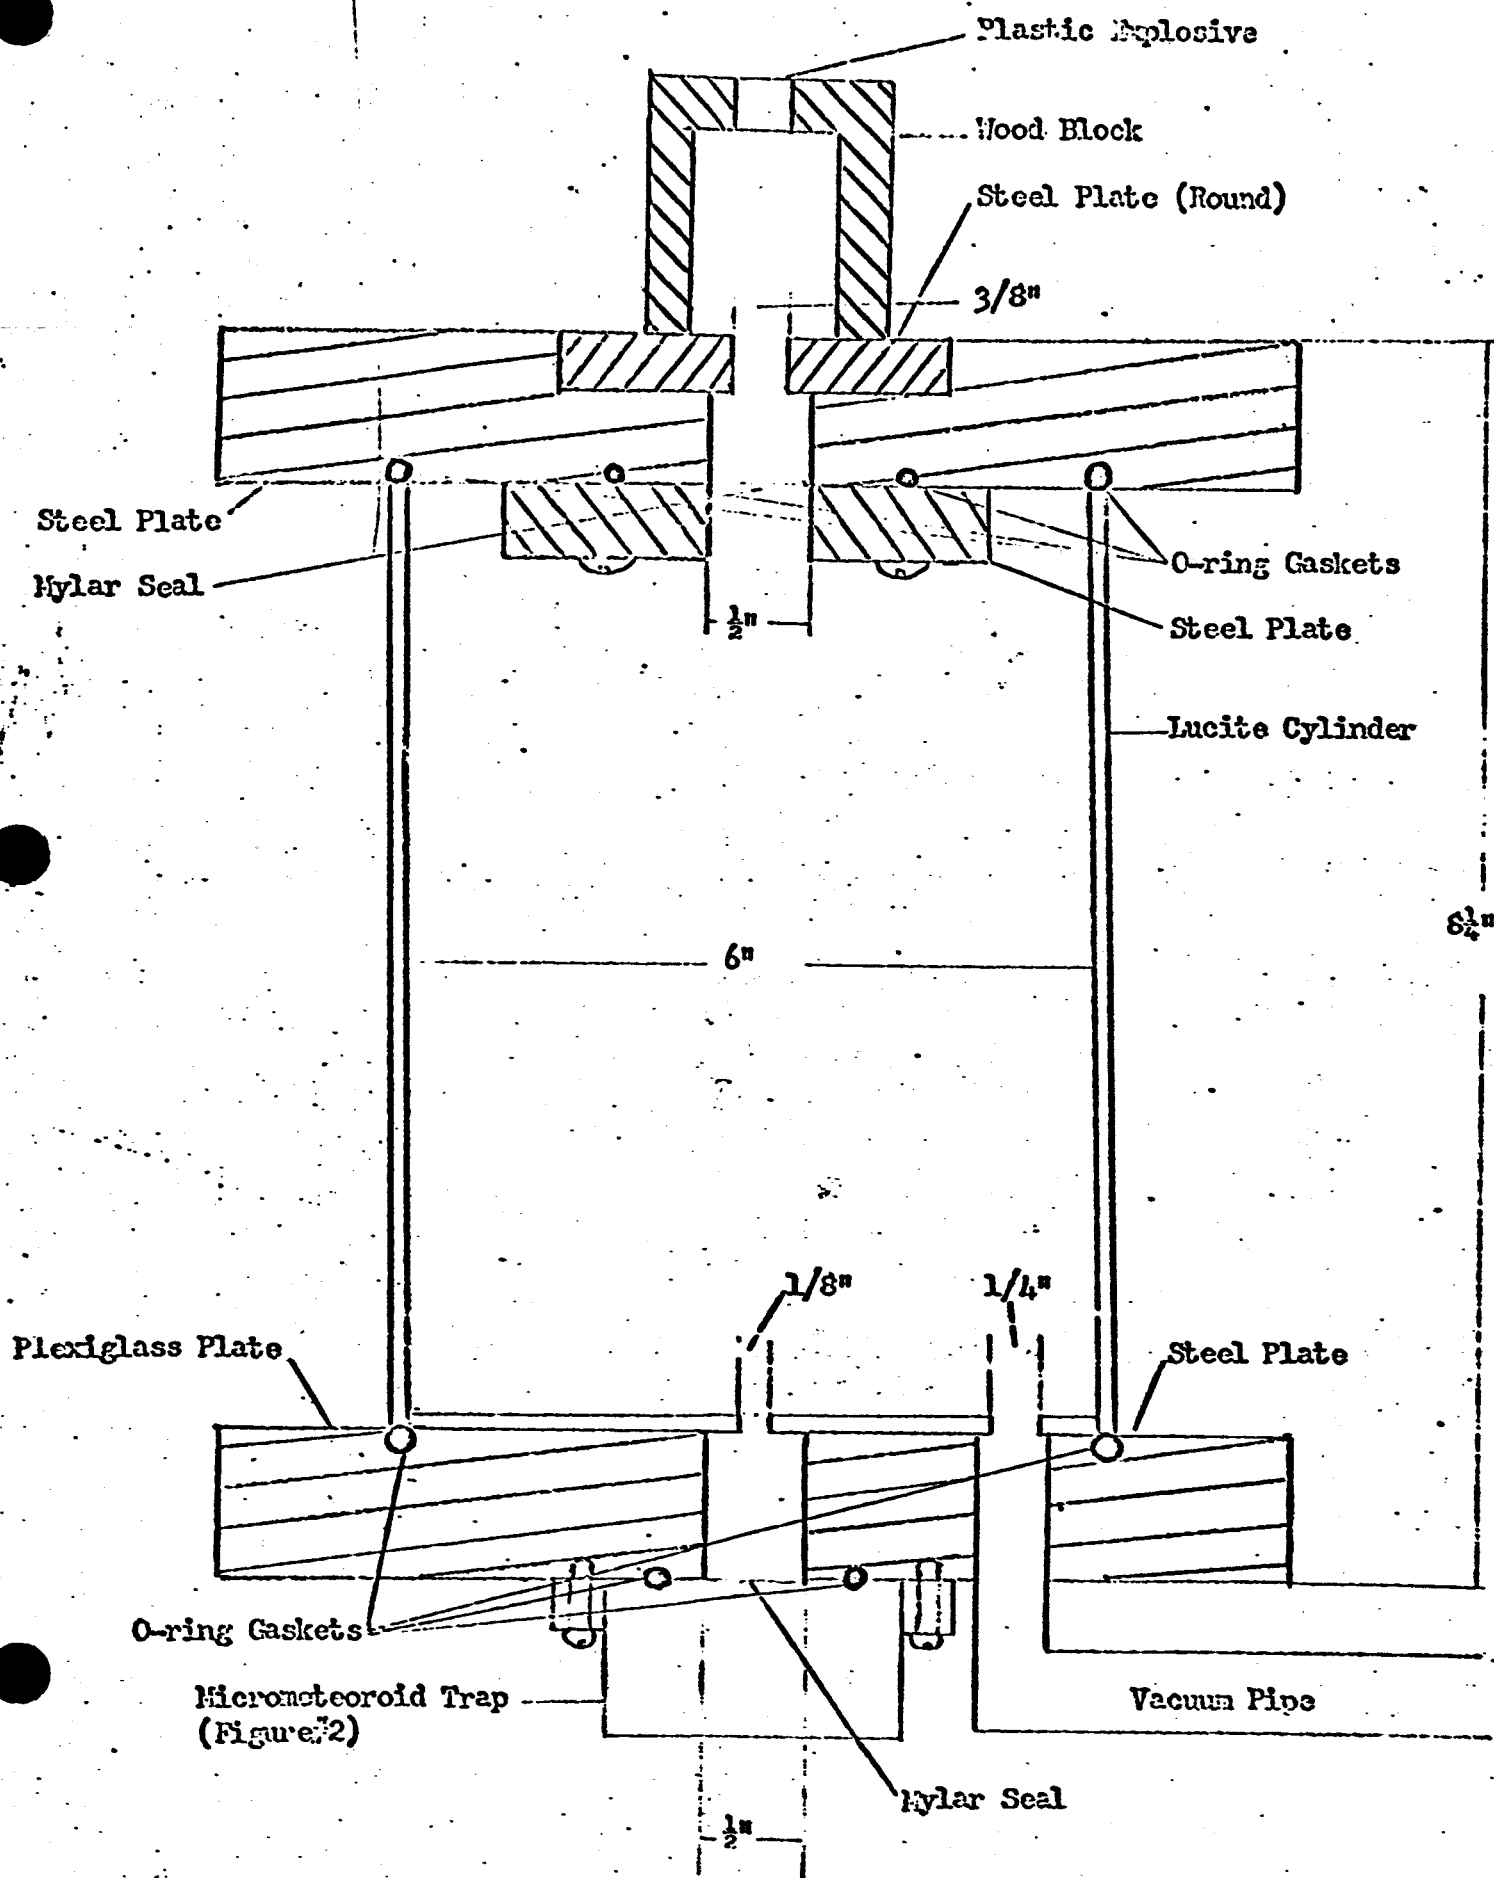 Plastic Explosive
Wood Block
Steel Plate (Round)
3/8"
Steel Plate
Mylar Seal
O-ring Gaskets
½"
Steel Plate
Lucite Cylinder
8¼"
6"
1/8"
1/4"
Plexiglass Plate
Steel Plate
O-ring Gaskets
Micrometeoroid Trap
(Figure 2)
Vacuum Pipe
Mylar Seal
½"